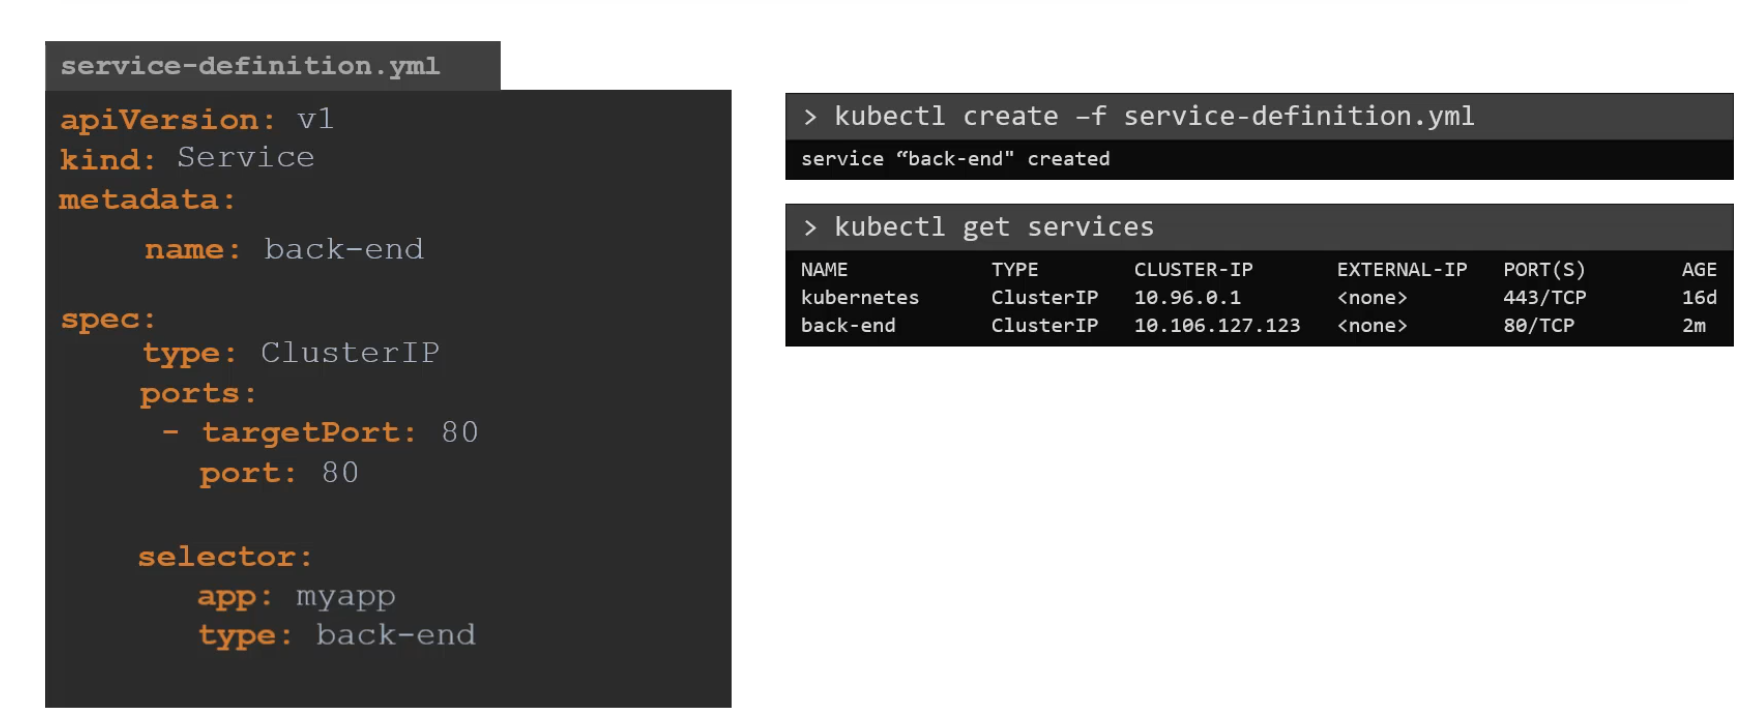 service-definition.yml
apiVersion: v1
kind: Service
metadata:
name: back-end
spec:
type: ClusterIP
ports:
- targetPort: 80
port: 80
selector:
app: myapp
type: back-end
> kubectl create –f service-definition.yml
service “back-end" created
> kubectl get services
NAME TYPE CLUSTER-IP EXTERNAL-IP PORT(S) AGE
kubernetes ClusterIP 10.96.0.1 <none> 443/TCP 16d
back-end ClusterIP 10.106.127.123 <none> 80/TCP 2m